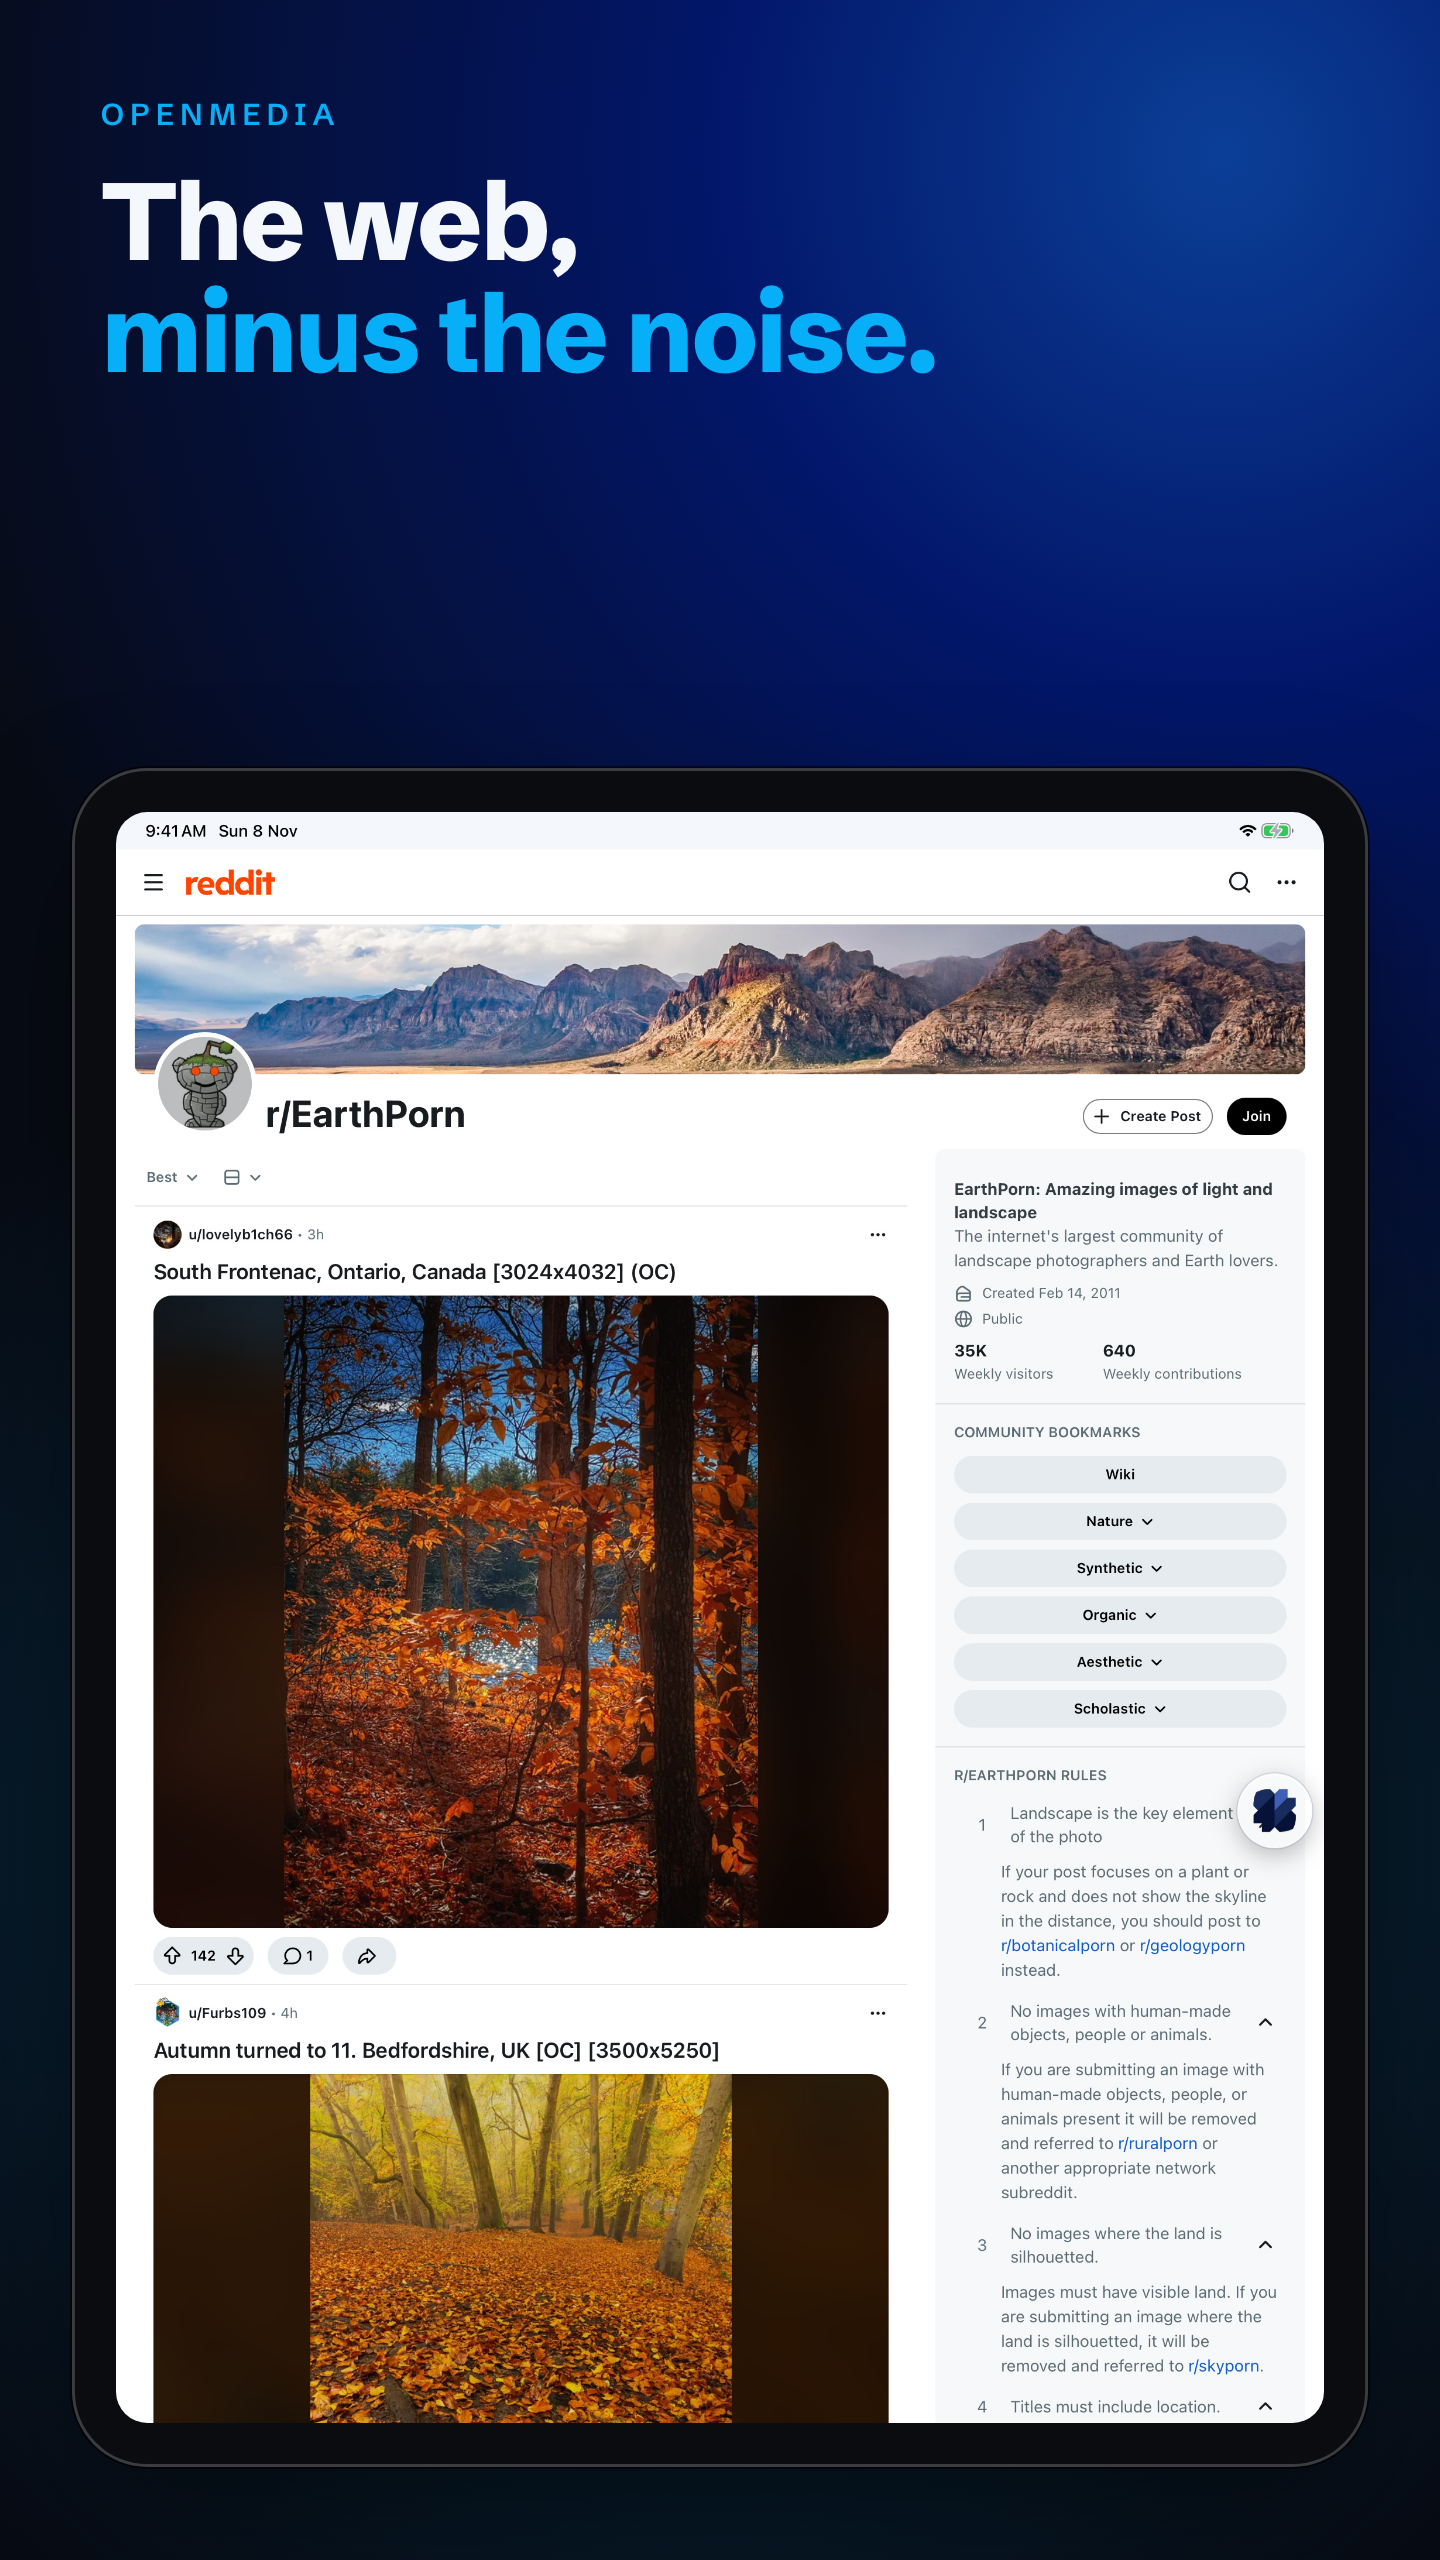 OPENMEDIA
The web,
minus the noise.
9:41 AM Sun 8 Nov
reddit
r/EarthPorn
Create Post
Join
Best
u/lovelyb1ch66 • 3h
South Frontenac, Ontario, Canada [3024x4032] (OC)
142
1
u/Furbs109 • 4h
Autumn turned to 11. Bedfordshire, UK [OC] [3500x5250]
EarthPorn: Amazing images of light and
landscape
The internet's largest community of
landscape photographers and Earth lovers.
Created Feb 14, 2011
Public
35K
640
Weekly visitors
Weekly contributions
COMMUNITY BOOKMARKS
Wiki
Nature
Synthetic
Organic
Aesthetic
Scholastic
R/EARTHPORN RULES
1
Landscape is the key element
of the photo
If your post focuses on a plant or
rock and does not show the skyline
in the distance, you should post to
r/botanicalporn or r/geologyporn
instead.
2
No images with human-made
objects, people or animals.
If you are submitting an image with
human-made objects, people, or
animals present it will be removed
and referred to r/ruralporn or
another appropriate network
subreddit.
3
No images where the land is
silhouetted.
Images must have visible land. If you
are submitting an image where the
land is silhouetted, it will be
removed and referred to r/skyporn.
4
Titles must include location.